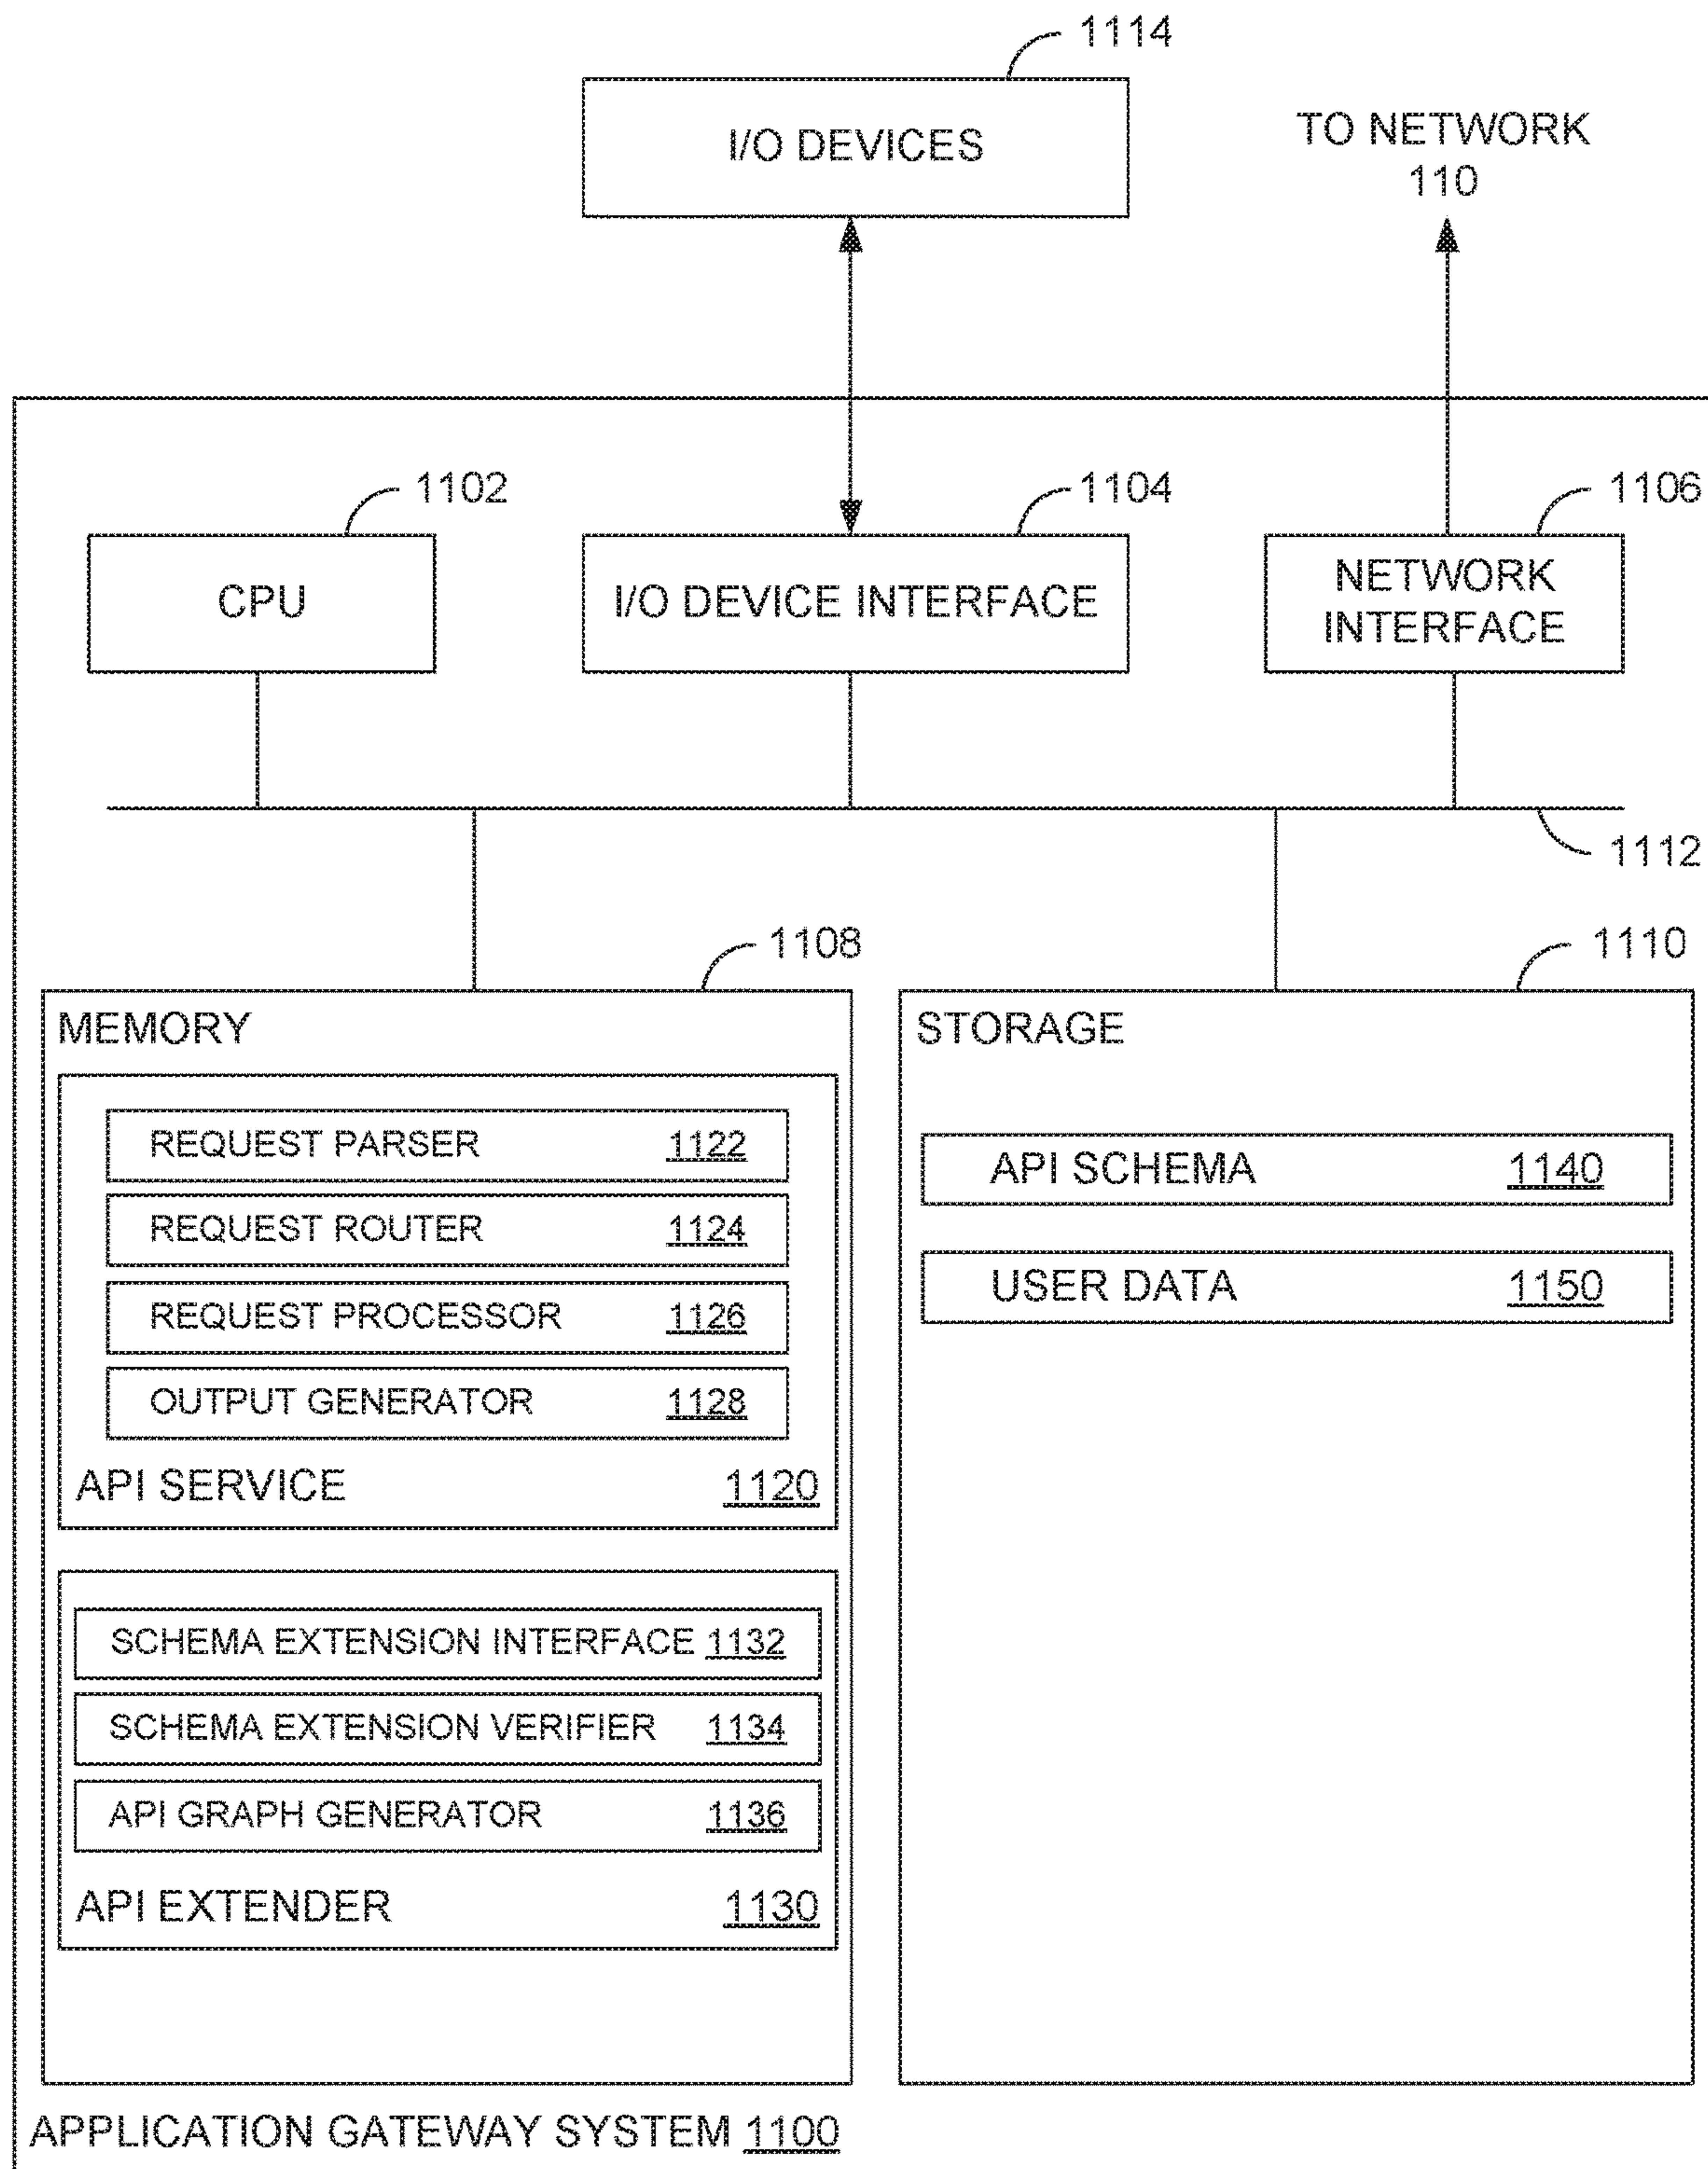 1114
I/O DEVICES
TO NETWORK
110
1102
1104
1106
CPU
I/O DEVICE INTERFACE
NETWORK
INTERFACE
1112
1108
1110
MEMORY
REQUEST PARSER 1122
REQUEST ROUTER 1124
REQUEST PROCESSOR 1126
OUTPUT GENERATOR 1128
API SERVICE 1120
SCHEMA EXTENSION INTERFACE 1132
SCHEMA EXTENSION VERIFIER 1134
API GRAPH GENERATOR 1136
API EXTENDER 1130
STORAGE
API SCHEMA 1140
USER DATA 1150
APPLICATION GATEWAY SYSTEM 1100